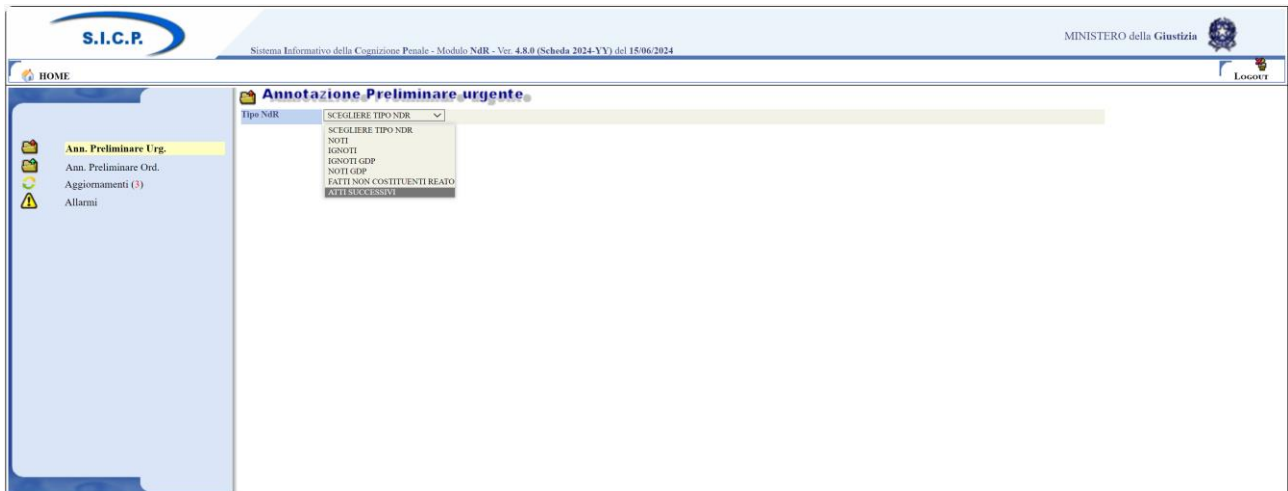 S.I.C.P.
Sistema Informativo della Cognizione Penale - Modulo NdR - Ver. 4.8.0 (Scheda 2024-YY) del 15/06/2024
MINISTERO della Giustizia
HOME
LOGOUT
Annotazione Preliminare urgente
Tipo NdR
SCEGLIERE TIPO NDR
SCEGLIERE TIPO NDR
NOTI
IGNOTI
IGNOTI GDP
NOTI GDP
FATTI NON COSTITUENTI REATO
ATTI SUCCESSIVI
Ann. Preliminare Urg.
Ann. Preliminare Ord.
Aggiornamenti (3)
Allarmi